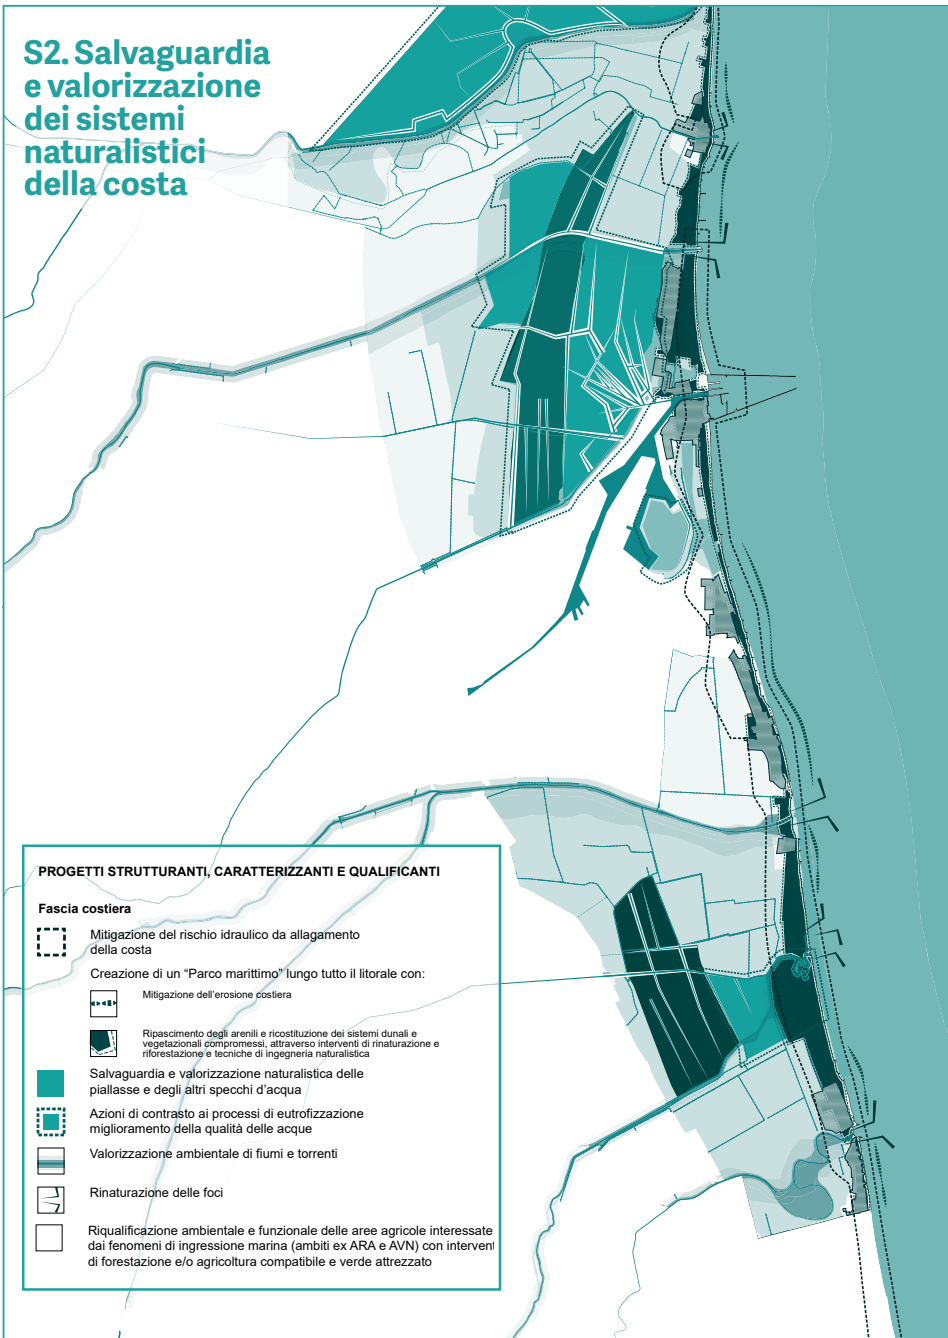 S2. Salvaguardia
e valorizzazione
dei sistemi
naturalistici
della costa
PROGETTI STRUTTURANTI, CARATTERIZZANTI E QUALIFICANTI
Fascia costiera
Mitigazione del rischio idraulico da allagamento
della costa
Creazione di un “Parco marittimo” lungo tutto il litorale con:
Mitigazione dell'erosione costiera
Ripascimento degli arenili e ricostituzione dei sistemi dunali e
vegetazionali compromessi, attraverso interventi di rinaturazione e
riforestazione e tecniche di ingegneria naturalistica
Salvaguardia e valorizzazione naturalistica delle
piallasse e degli altri specchi d’acqua
Azioni di contrasto ai processi di eutrofizzazione
miglioramento della qualità delle acque
Valorizzazione ambientale di fiumi e torrenti
Rinaturazione delle foci
Riqualificazione ambientale e funzionale delle aree agricole interessate
dai fenomeni di ingressione marina (ambiti ex ARA e AVN) con intervent
di forestazione e/o agricoltura compatibile e verde attrezzato